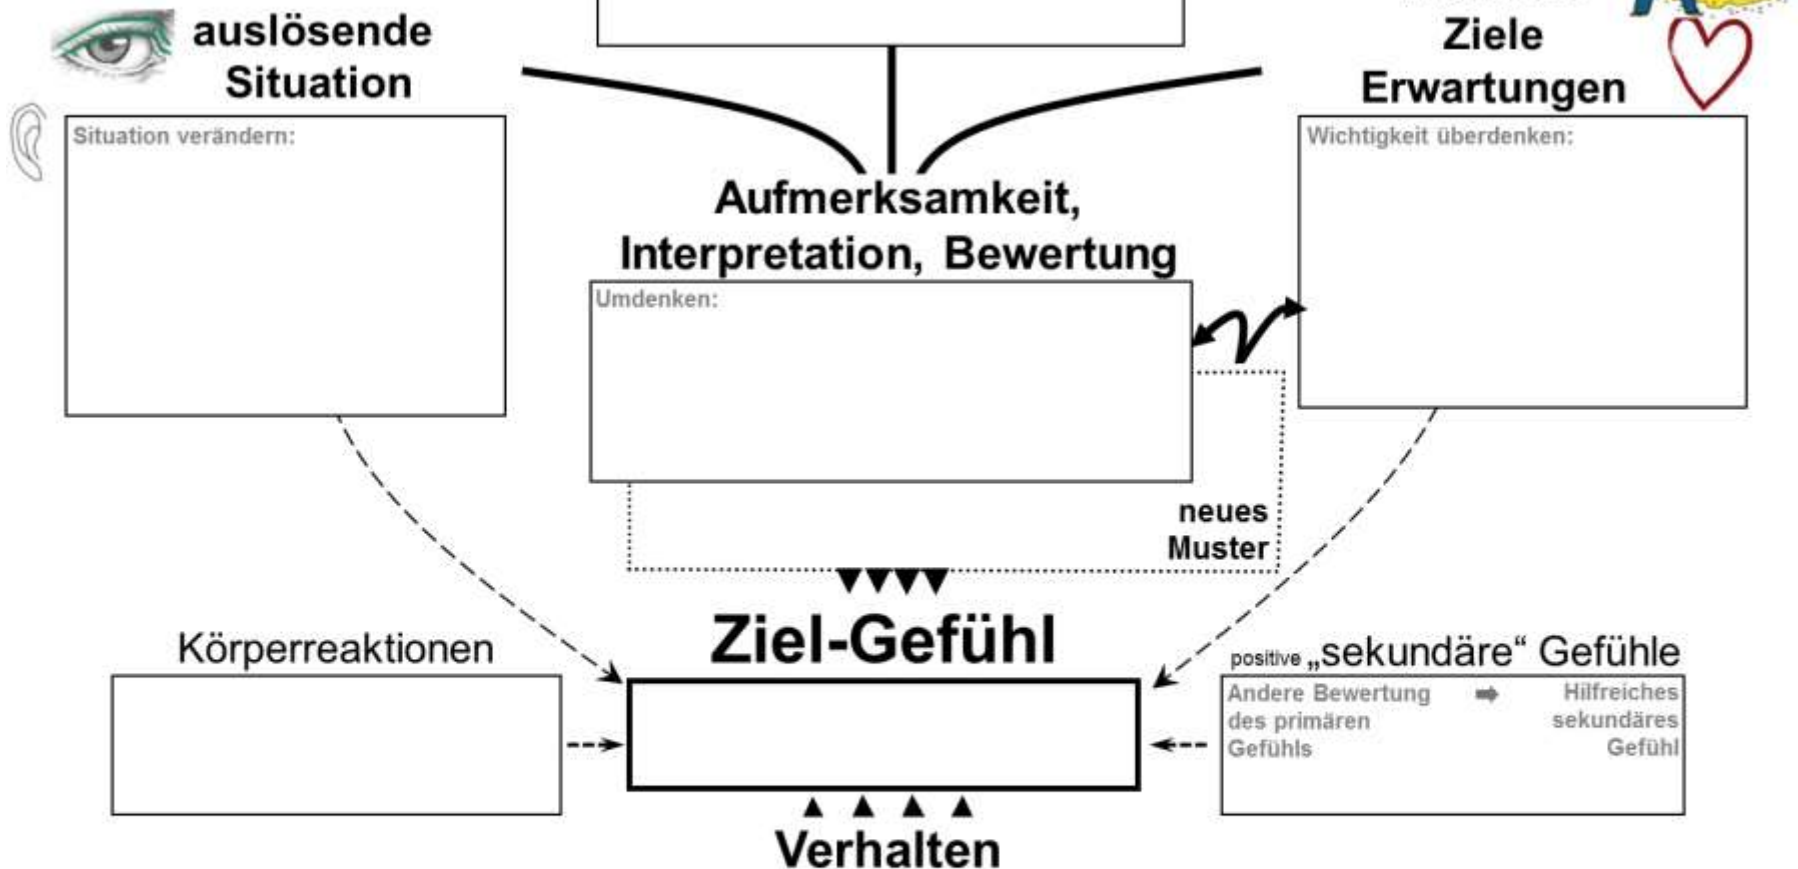 auslösende
Situation
Ziele
Erwartungen
Situation verändern:
Wichtigkeit überdenken:
Aufmerksamkeit,
Interpretation, Bewertung
Umdenken:
neues
Muster
Ziel-Gefühl
Körperreaktionen
positive „sekundäre“ Gefühle
Andere Bewertung ➡ Hilfreiches
des primären sekundäres
Gefühls Gefühl
Verhalten